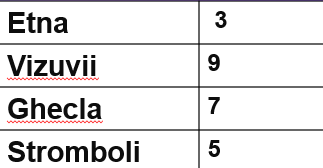 Etna 3
Vizuvii 9
Ghecla 7
Stromboli 5